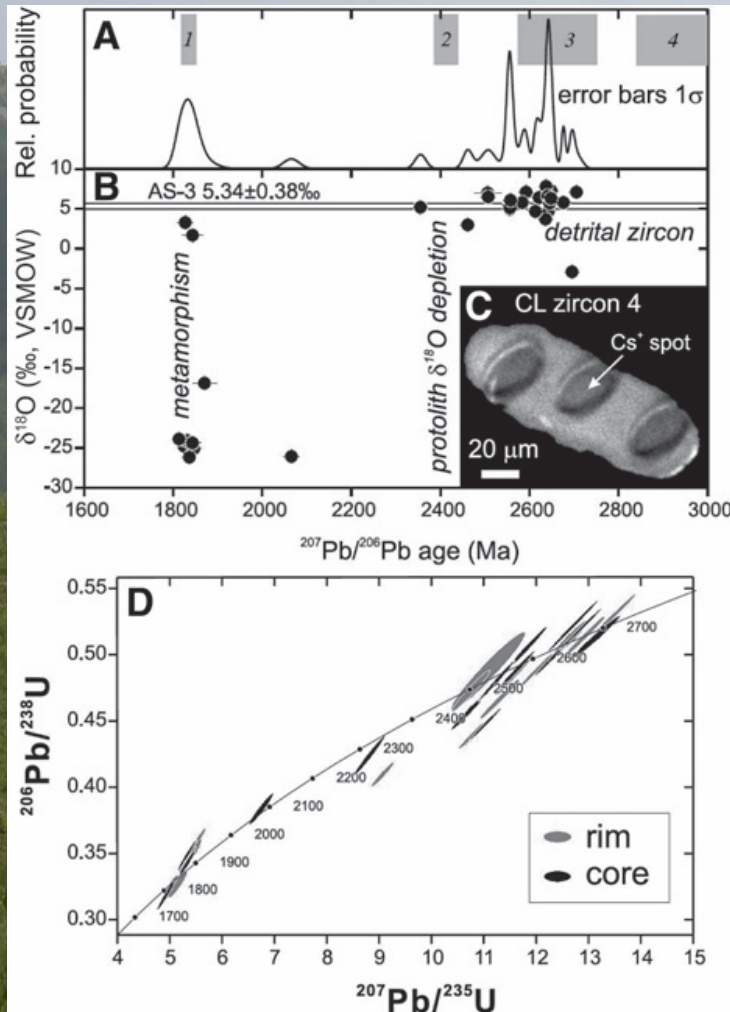 A
1
2
3
4
error bars 1σ
Rel. probability
10
B
AS-3 5.34±0.38‰
5
0
-5
-10
-15
-20
-25
-30
δ¹⁸O (‰, VSMOW)
metamorphism
protolith δ¹⁸O depletion
detrital zircon
C CL zircon 4
Cs⁺ spot
20 μm
1600 1800 2000 2200 2400 2600 2800 3000
²⁰⁷Pb/²⁰⁶Pb age (Ma)
D
0.55
0.50
0.45
0.40
0.35
0.30
²⁰⁶Pb/²³⁸U
2700
2600
2500
2400
2300
2200
2100
2000
1900
1800
1700
rim
core
4 5 6 7 8 9 10 11 12 13 14 15
²⁰⁷Pb/²³⁵U